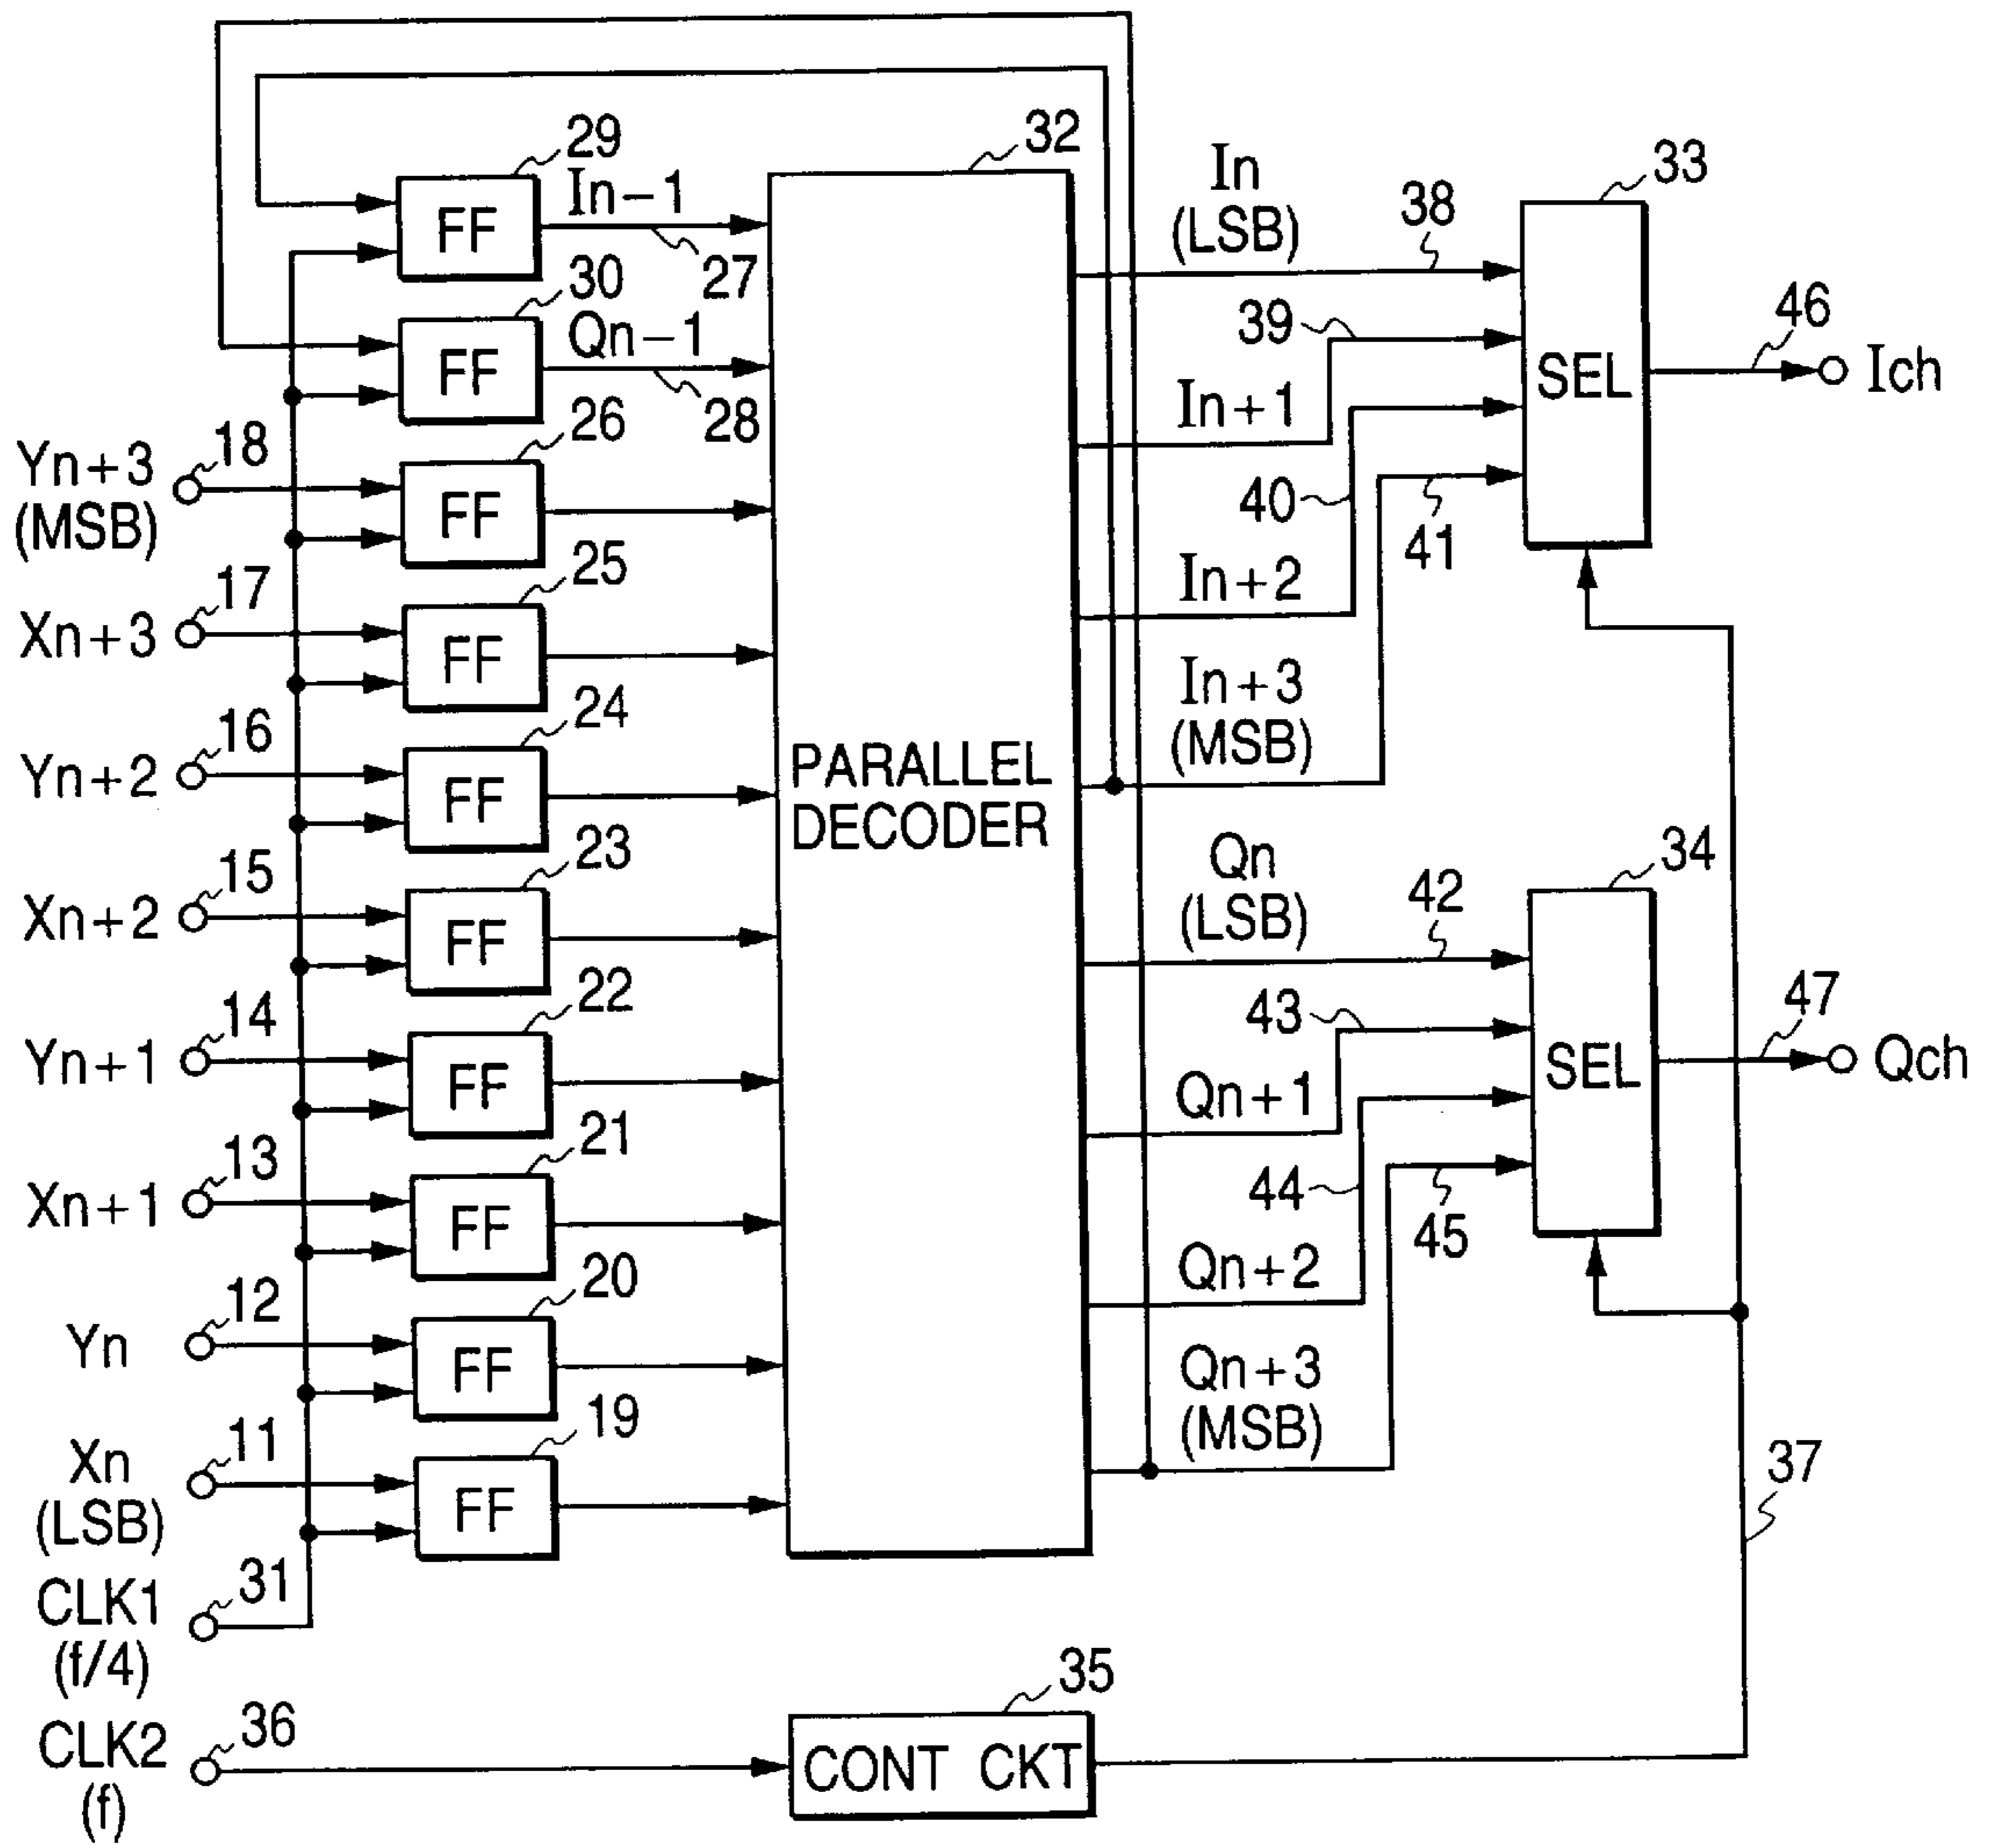 29
In−1
FF
27
30
Qn−1
FF
28
26
Yn+3
(MSB)
18
FF
25
Xn+3
17
FF
24
Yn+2
16
FF
23
Xn+2
15
FF
22
Yn+1
14
FF
21
Xn+1
13
FF
20
Yn
12
FF
19
Xn
(LSB)
11
FF
CLK1
(f/4)
31
CLK2
(f)
36
32
PARALLEL
DECODER
35
CONT CKT
In
(LSB)
38
39
In+1
40
In+2
41
In+3
(MSB)
33
SEL
46
Ich
Qn
(LSB)
42
43
Qn+1
44
Qn+2
45
Qn+3
(MSB)
34
SEL
47
Qch
37